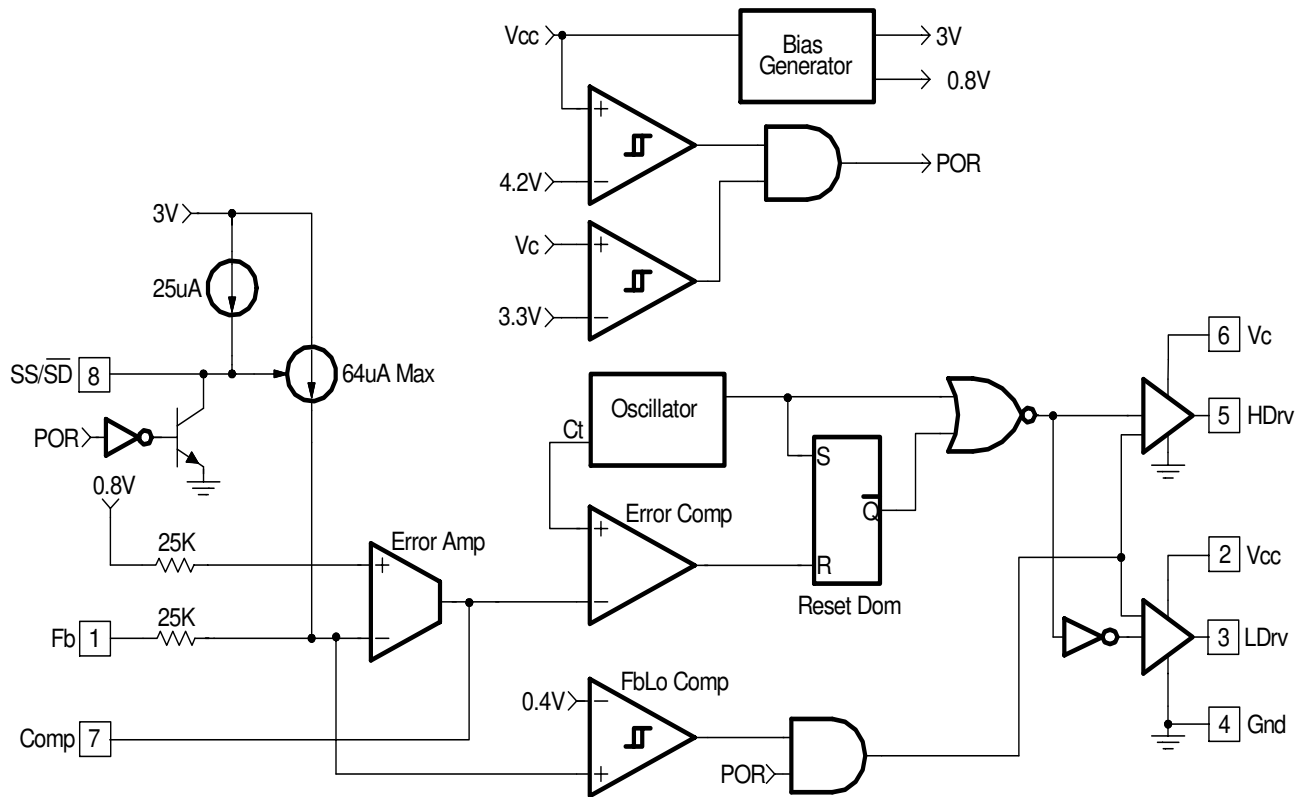 Vcc
Bias
Generator
3V
0.8V
+
4.2V
−
POR
3V
Vc
+
25uA
3.3V
−
SS/S̅D̅
8
64uA Max
6
Vc
Oscillator
Ct
5
HDrv
POR
S
0.8V
Q̅
+
Error Comp
25K
Error Amp
+
R
2
Vcc
−
Reset Dom
25K
Fb
1
−
3
LDrv
FbLo Comp
0.4V
−
4
Gnd
Comp
7
+
POR